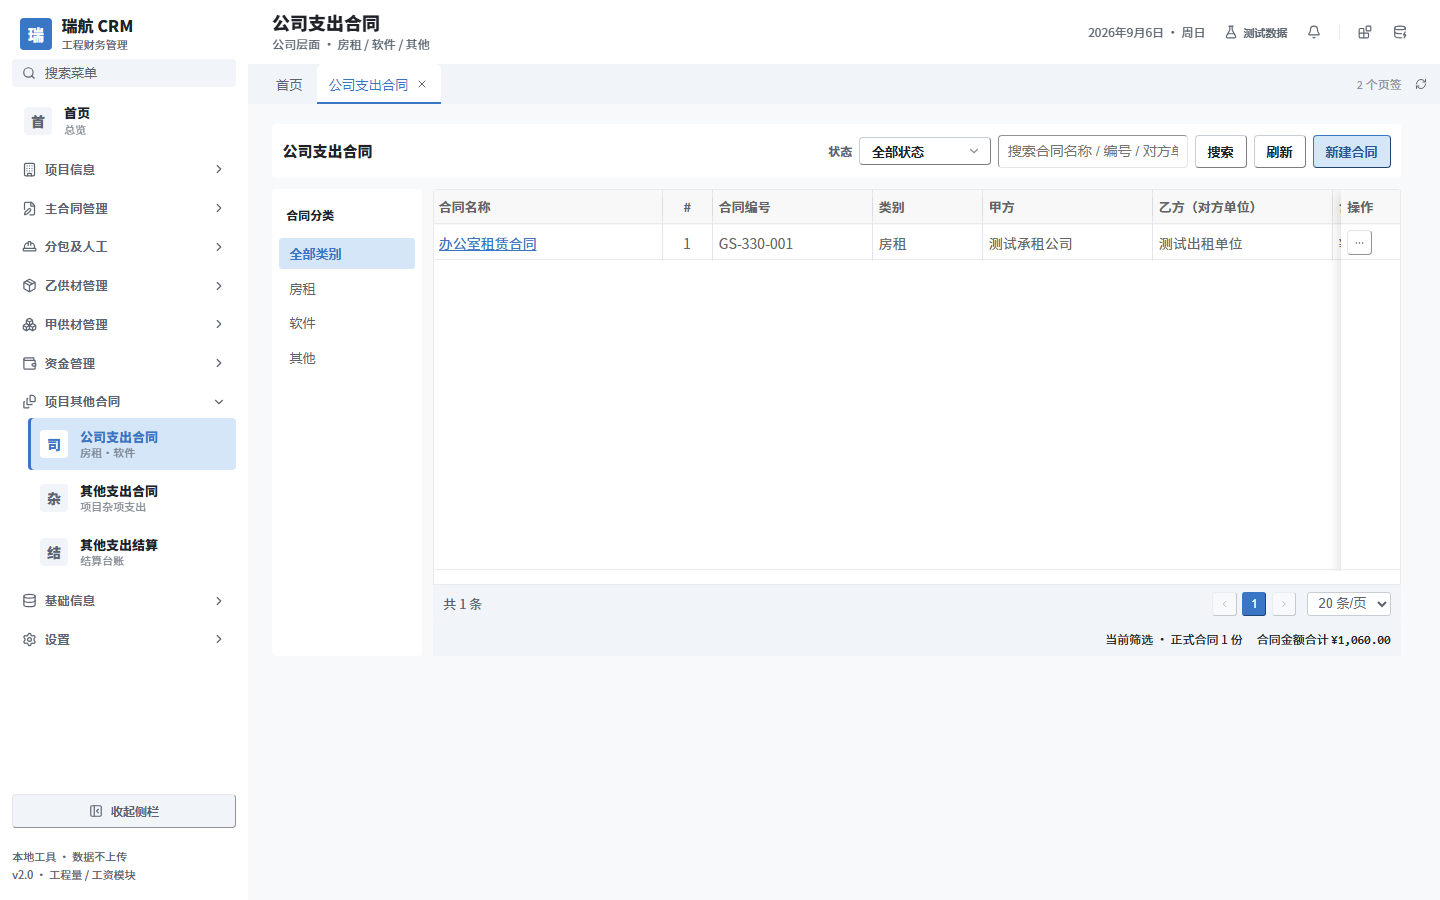 瑞
瑞航 CRM
工程财务管理
搜索菜单
首
首页
总览
项目信息
主合同管理
分包及人工
乙供材管理
甲供材管理
资金管理
项目其他合同
司
公司支出合同
房租・软件
杂
其他支出合同
项目杂项支出
结
其他支出结算
结算台账
基础信息
设置
收起侧栏
本地工具 · 数据不上传
v2.0 · 工程量 / 工资模块
公司支出合同
公司层面 · 房租 / 软件 / 其他
2026年9月6日 · 周日
测试数据
首页
公司支出合同 ×
2 个页签
公司支出合同
状态
全部状态
搜索合同名称 / 编号 / 对方
搜索
刷新
新建合同
合同分类
全部类别
房租
软件
其他
合同名称 # 合同编号 类别 甲方 乙方（对方单位） 操作
办公室租赁合同 1 GS-330-001 房租 测试承租公司 测试出租单位 ···
共 1 条
‹ 1 › 20 条/页
当前筛选 · 正式合同 1 份 合同金额合计 ¥1,060.00